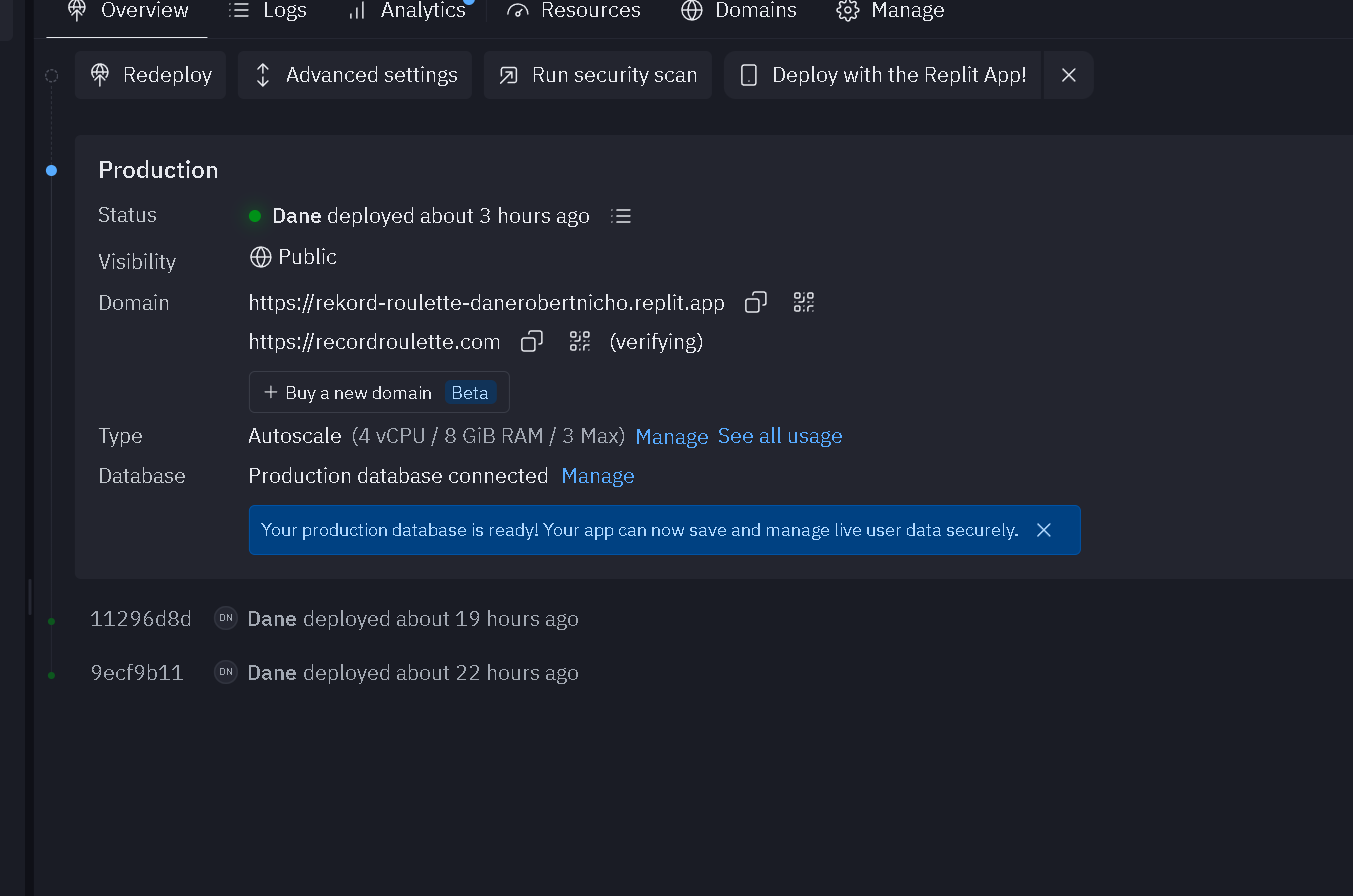 Overview Logs Analytics Resources Domains Manage
Redeploy Advanced settings Run security scan Deploy with the Replit App!
Production
Status Dane deployed about 3 hours ago
Visibility Public
Domain https://rekord-roulette-danerobertnicho.replit.app
https://recordroulette.com (verifying)
Buy a new domain Beta
Type Autoscale (4 vCPU / 8 GiB RAM / 3 Max) Manage See all usage
Database Production database connected Manage
Your production database is ready! Your app can now save and manage live user data securely.
11296d8d DN Dane deployed about 19 hours ago
9ecf9b11 DN Dane deployed about 22 hours ago